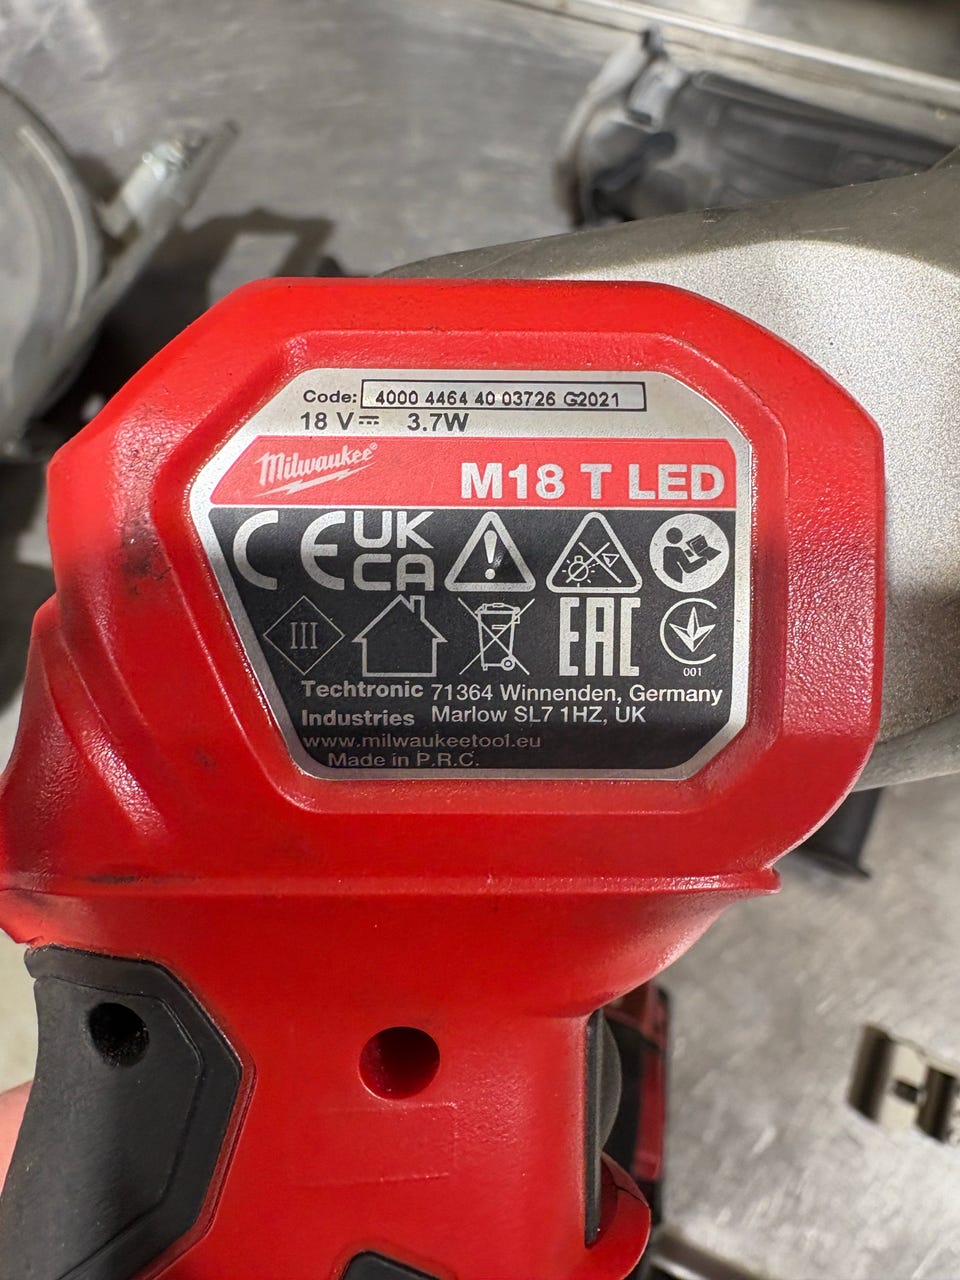 Code: 4000 4464 40 03726 G2021
18 V⎓ 3.7W
Milwaukee®
M18 T LED
CE UK
CA
III
EAC
001
Techtronic 71364 Winnenden, Germany
Industries Marlow SL7 1HZ, UK
www.milwaukeetool.eu
Made in P.R.C.